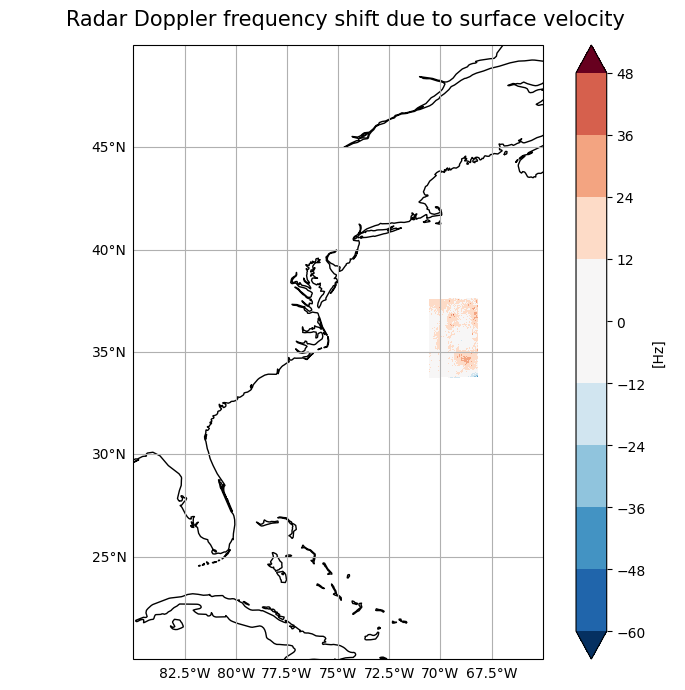 Radar Doppler frequency shift due to surface velocity
45°N
40°N
35°N
30°N
25°N
82.5°W 80°W 77.5°W 75°W 72.5°W 70°W 67.5°W
48
36
24
12
0
−12
−24
−36
−48
−60
[Hz]